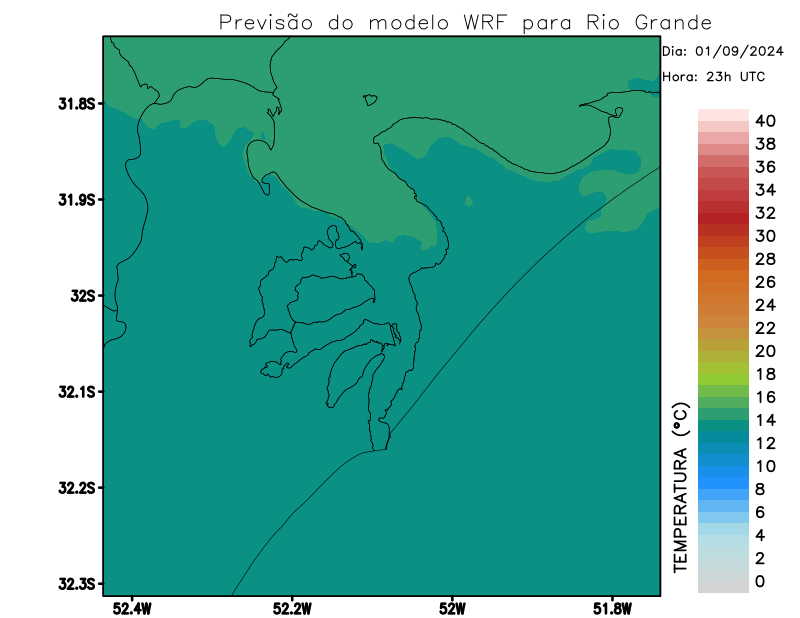 Previsão do modelo WRF para Rio Grande
Dia: 01/09/2024
Hora: 23h UTC
31.8S
31.9S
32S
32.1S
32.2S
32.3S
52.4W
52.2W
52W
51.8W
TEMPERATURA (°C)
40
38
36
34
32
30
28
26
24
22
20
18
16
14
12
10
8
6
4
2
0